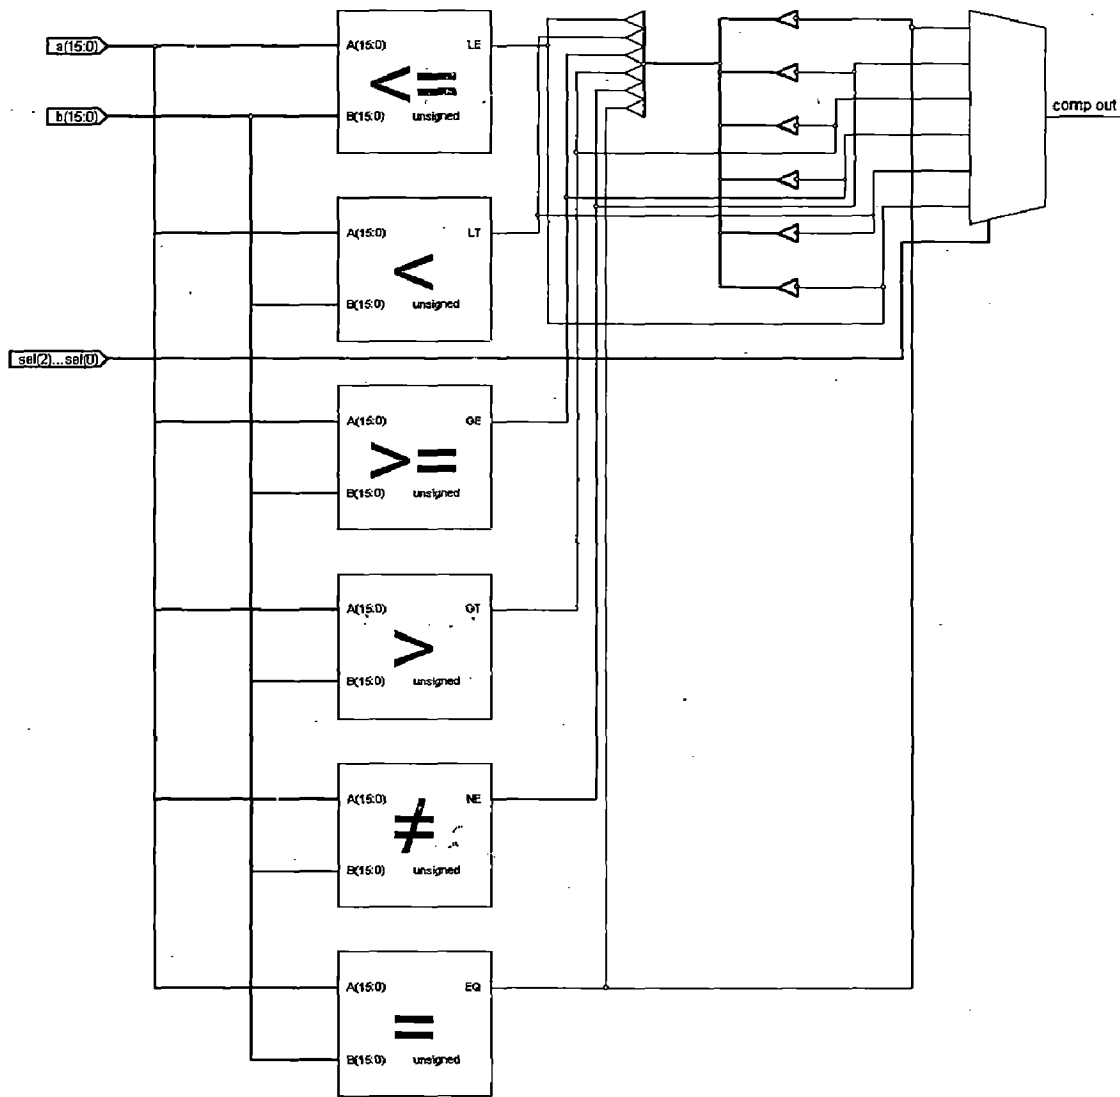 a(15:0)
A(15:0) LE
<=
b(15:0)
B(15:0) unsigned
comp out
A(15:0) LT
<
B(15:0) unsigned
sel(2)...sel(0)
A(15:0) GE
>=
B(15:0) unsigned
A(15:0) GT
>
B(15:0) unsigned
A(15:0) NE
≠
B(15:0) unsigned
A(15:0) EQ
=
B(15:0) unsigned